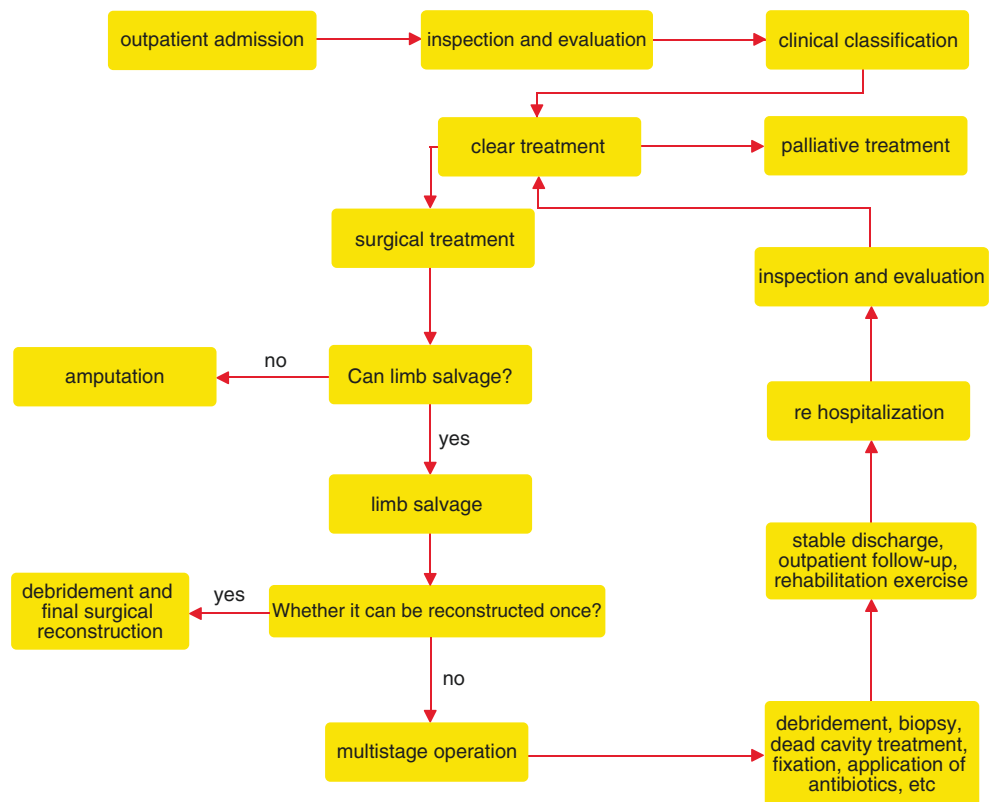 outpatient admission
inspection and evaluation
clinical classification
clear treatment
palliative treatment
surgical treatment
inspection and evaluation
amputation
no
Can limb salvage?
re hospitalization
yes
limb salvage
stable discharge,
outpatient follow-up,
rehabilitation exercise
debridement and
final surgical
reconstruction
yes
Whether it can be reconstructed once?
no
multistage operation
debridement, biopsy,
dead cavity treatment,
fixation, application of
antibiotics, etc